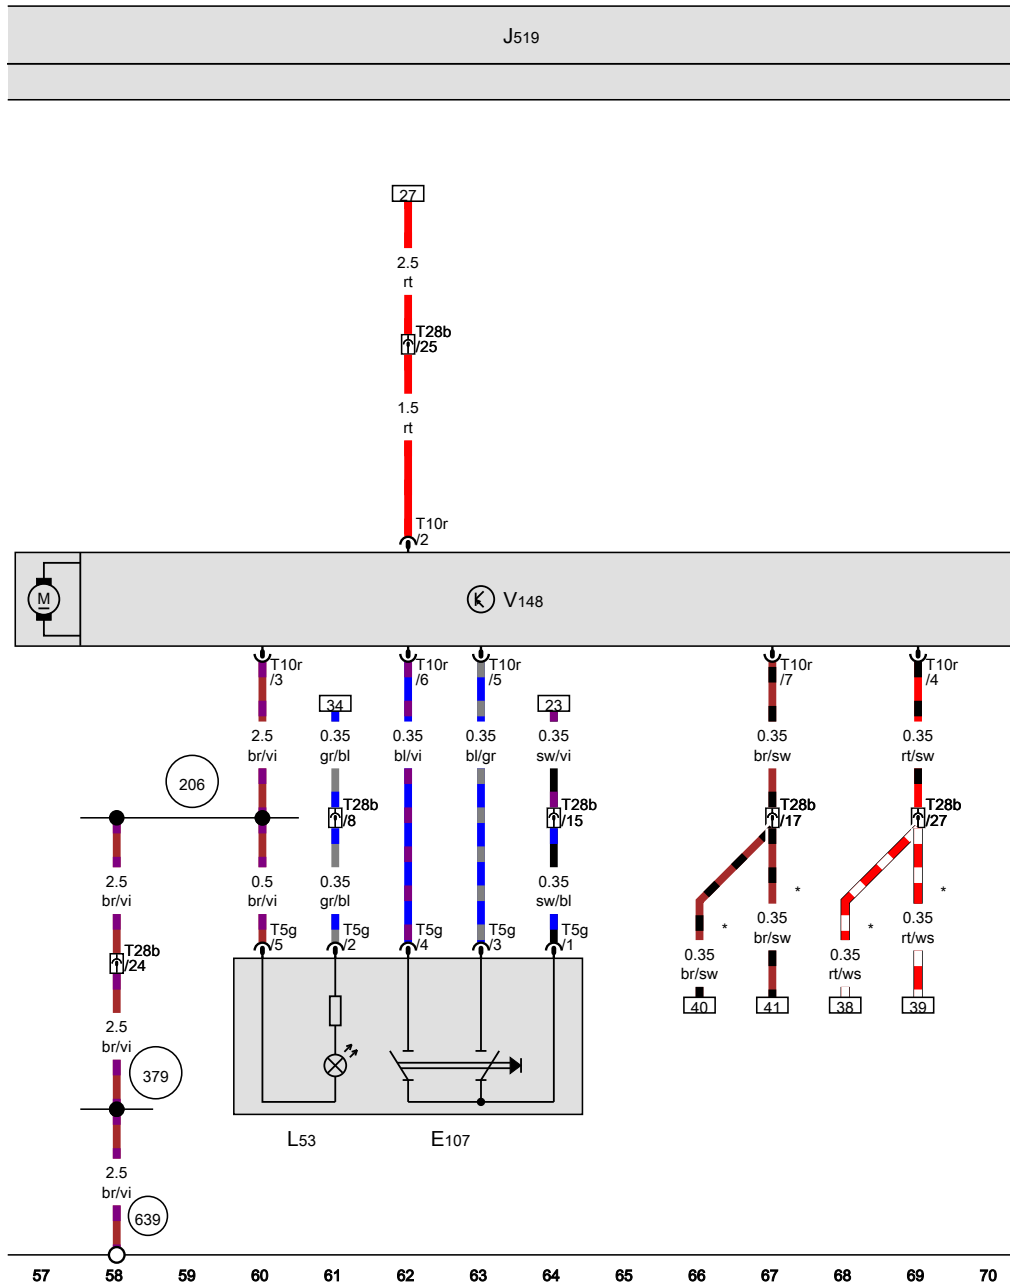 J519
27
2.5
rt
T28b
/25
1.5
rt
T10r
/2
M
V148
T10r
/3
T10r
/6
T10r
/5
T10r
/7
T10r
/4
34
23
2.5
br/vi
0.35
gr/bl
0.35
bl/vi
0.35
bl/gr
0.35
sw/vi
0.35
br/sw
0.35
rt/sw
206
T28b
/8
T28b
/15
T28b
/17
T28b
/27
2.5
br/vi
0.5
br/vi
0.35
gr/bl
0.35
sw/bl
*
*
0.35
br/sw
0.35
rt/ws
T5g
/5
T5g
/2
T5g
/4
T5g
/3
T5g
/1
*
*
T28b
/24
0.35
br/sw
0.35
rt/ws
40
41
38
39
2.5
br/vi
379
L53
E107
2.5
br/vi
639
57 58 59 60 61 62 63 64 65 66 67 68 69 70